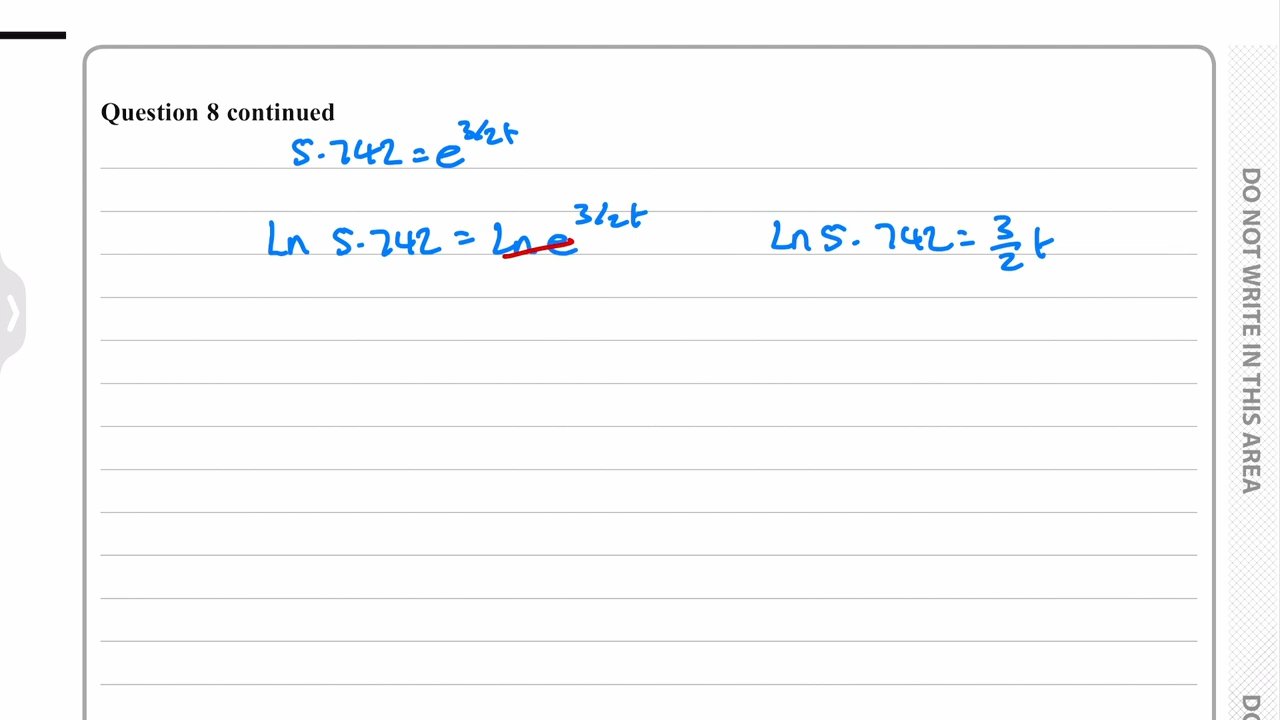 Question 8 continued
5.742 = e^3/2t
Ln 5.742 = Ln e^3/2t
Ln 5.742 = 3/2 t
DO NOT WRITE IN THIS AREA
DO